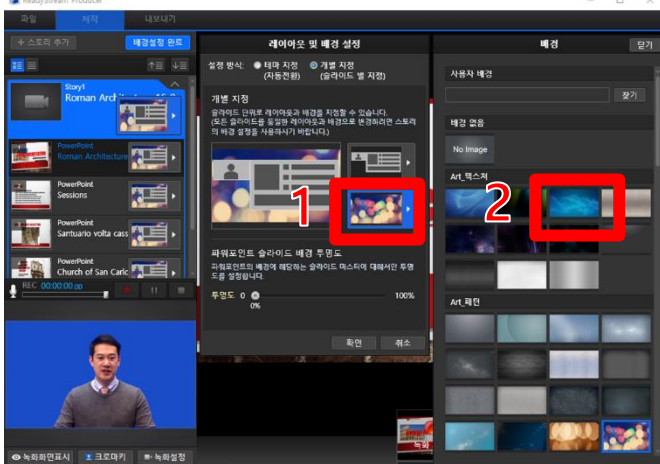 ReadyStream Producer
파일 제작 내보내기
+ 스토리 추가 배경설정 완료
Story1
Roman Architecture
PowerPoint
Roman Architecture
PowerPoint
Sessions
PowerPoint
Santuario volta cass
PowerPoint
Church of San Carlo
REC 00:00:00.00
녹화화면표시 크로마키 녹화설정
레이아웃 및 배경 설정
설정 방식: 테마 지정 개별 지정
(자동전환) (슬라이드 별 지정)
개별 지정
슬라이드 단위로 레이아웃과 배경을 지정할 수 있습니다.
(모든 슬라이드를 동일한 레이아웃과 배경으로 변경하려면 스토리
의 배경 설정을 사용하시기 바랍니다.)
1
파워포인트 슬라이드 배경 투명도
파워포인트의 배경에 해당하는 슬라이드 마스터에 대해서만 투명
도를 설정합니다.
투명도 0 100%
0%
확인 취소
녹화
배경 닫기
사용자 배경
찾기
배경 없음
No Image
Art_텍스쳐
2
Art_패턴